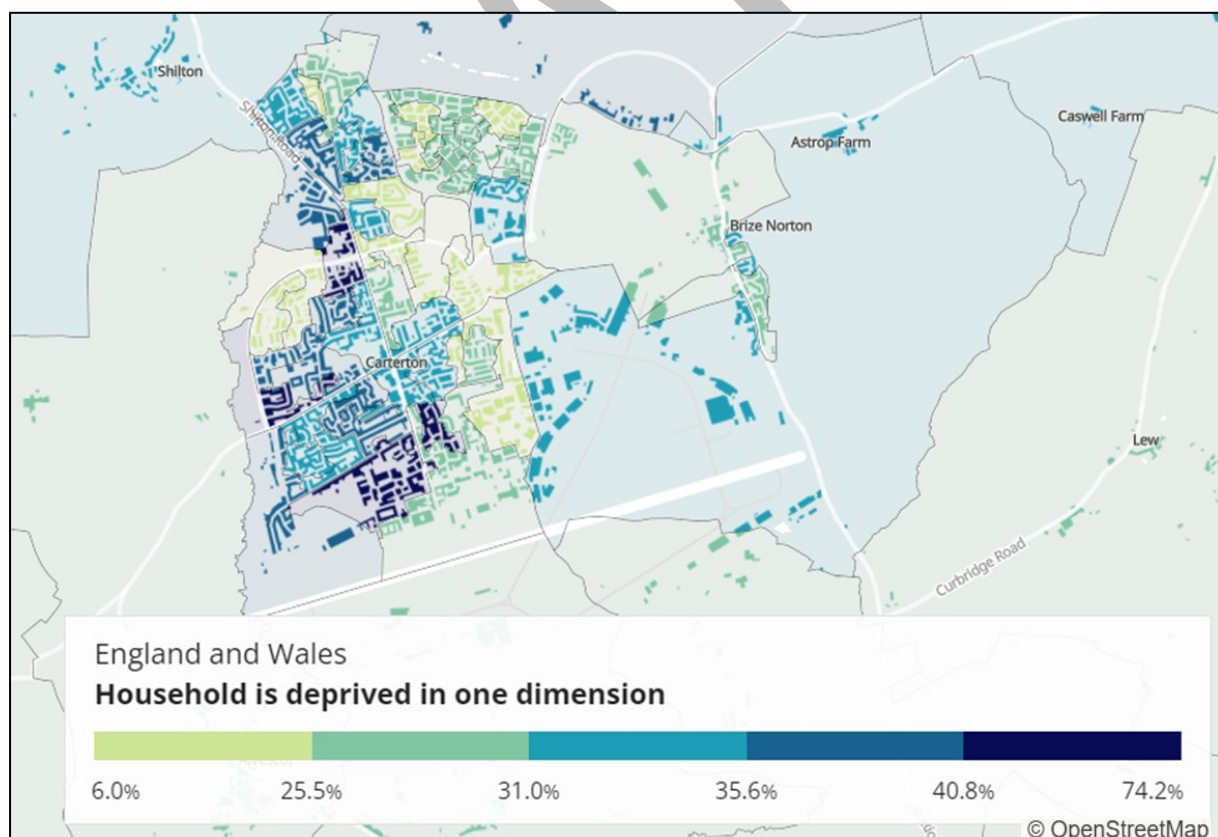 Shilton
Shilton Road
Caswell Farm
Astrop Farm
Brize Norton
Carterton
Lew
Curbridge Road
England and Wales
Household is deprived in one dimension
6.0% 25.5% 31.0% 35.6% 40.8% 74.2%
© OpenStreetMap